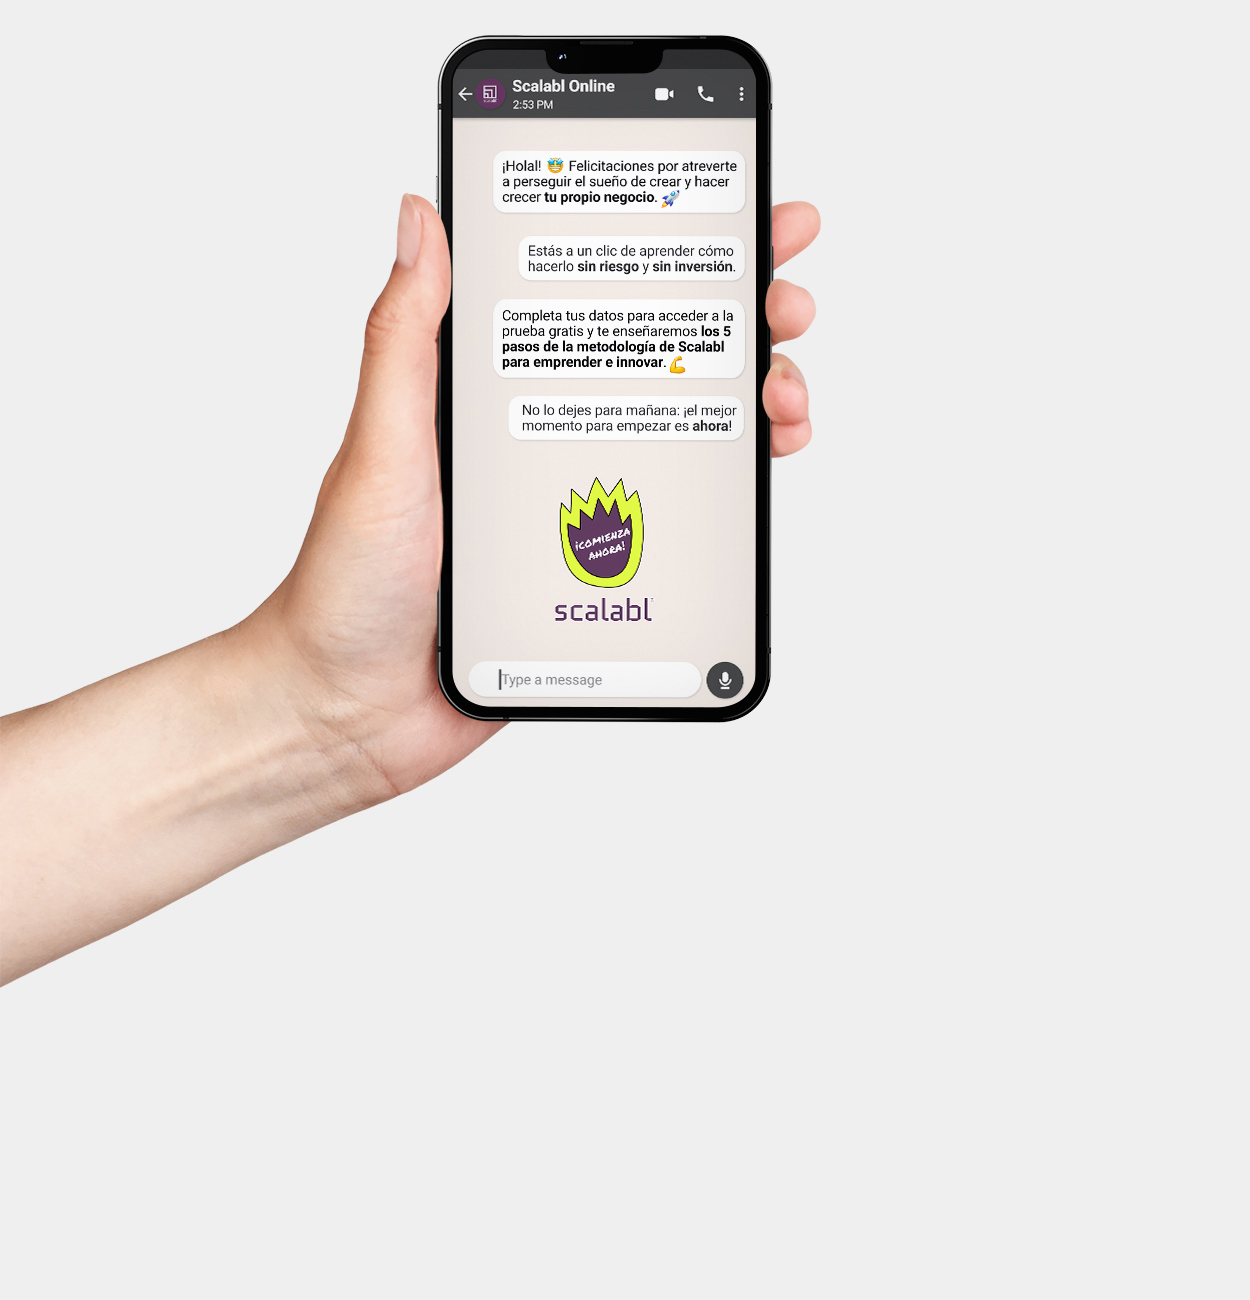 Scalabl Online
2:53 PM
¡Holal! 🤩 Felicitaciones por atreverte
a perseguir el sueño de crear y hacer
crecer tu propio negocio. 🚀
Estás a un clic de aprender cómo
hacerlo sin riesgo y sin inversión.
Completa tus datos para acceder a la
prueba gratis y te enseñaremos los 5
pasos de la metodología de Scalabl
para emprender e innovar. 💪
No lo dejes para mañana: ¡el mejor
momento para empezar es ahora!
¡COMIENZA
AHORA!
scalabl
Type a message